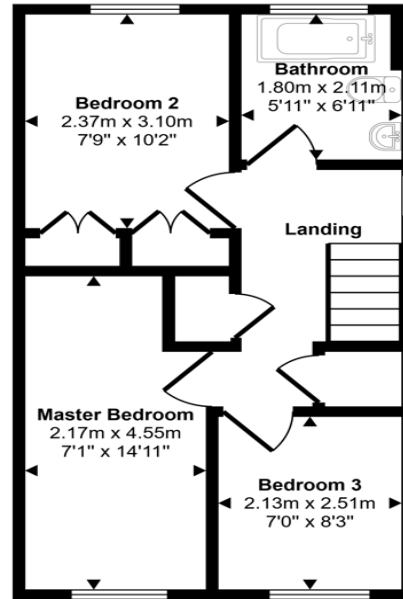 Bathroom
1.80m x 2.11m
5'11" x 6'11"
Bedroom 2
2.37m x 3.10m
7'9" x 10'2"
Landing
Master Bedroom
2.17m x 4.55m
7'1" x 14'11"
Bedroom 3
2.13m x 2.51m
7'0" x 8'3"